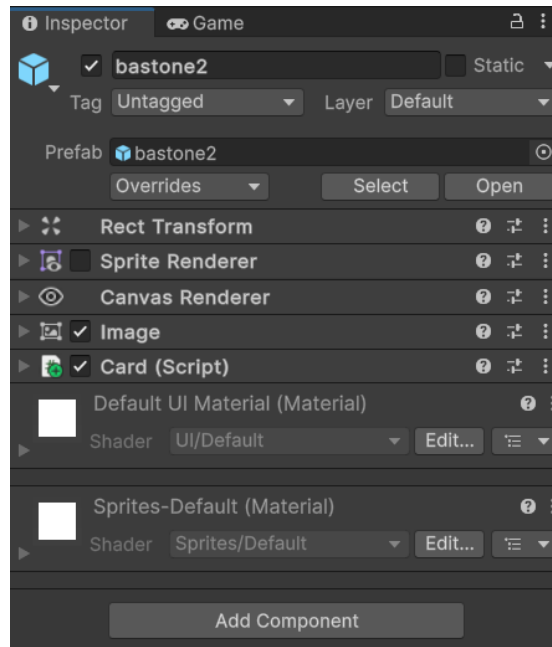 Inspector Game
bastone2 Static
Tag Untagged Layer Default
Prefab bastone2
Overrides Select Open
Rect Transform
Sprite Renderer
Canvas Renderer
Image
Card (Script)
Default UI Material (Material)
Shader UI/Default Edit...
Sprites-Default (Material)
Shader Sprites/Default Edit...
Add Component